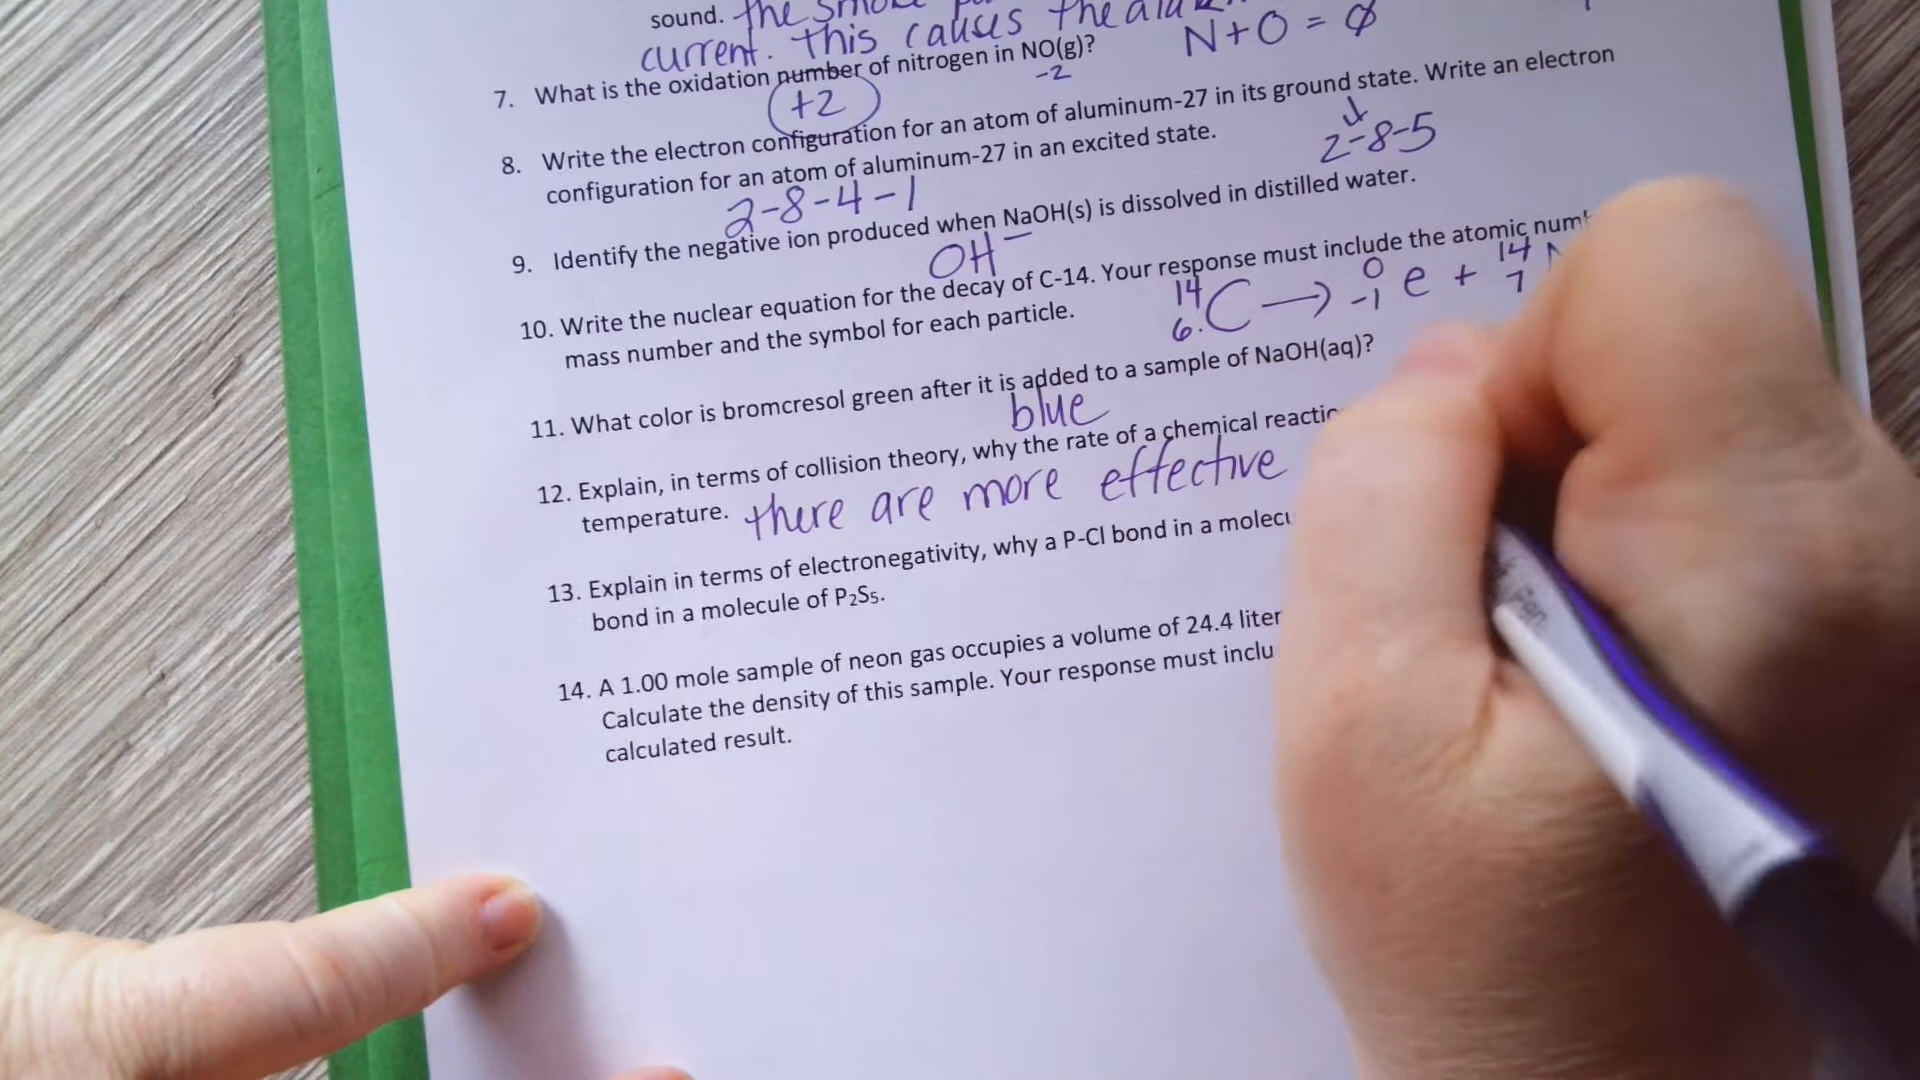 sound. the smoke
current. This causes the ala
N+O = Ø
7. What is the oxidation number of nitrogen in NO(g)?
-2
+2
8. Write the electron configuration for an atom of aluminum-27 in its ground state. Write an electron
configuration for an atom of aluminum-27 in an excited state.
2-8-5
2-8-4-1
9. Identify the negative ion produced when NaOH(s) is dissolved in distilled water.
OH⁻
10. Write the nuclear equation for the decay of C-14. Your response must include the atomic numb
mass number and the symbol for each particle.
¹⁴₆C → ⁰₋₁e + ¹⁴₇N
11. What color is bromcresol green after it is added to a sample of NaOH(aq)?
blue
12. Explain, in terms of collision theory, why the rate of a chemical reactio
temperature. there are more effective
13. Explain in terms of electronegativity, why a P-Cl bond in a molecu
bond in a molecule of P₂S₅.
14. A 1.00 mole sample of neon gas occupies a volume of 24.4 liter
Calculate the density of this sample. Your response must inclu
calculated result.